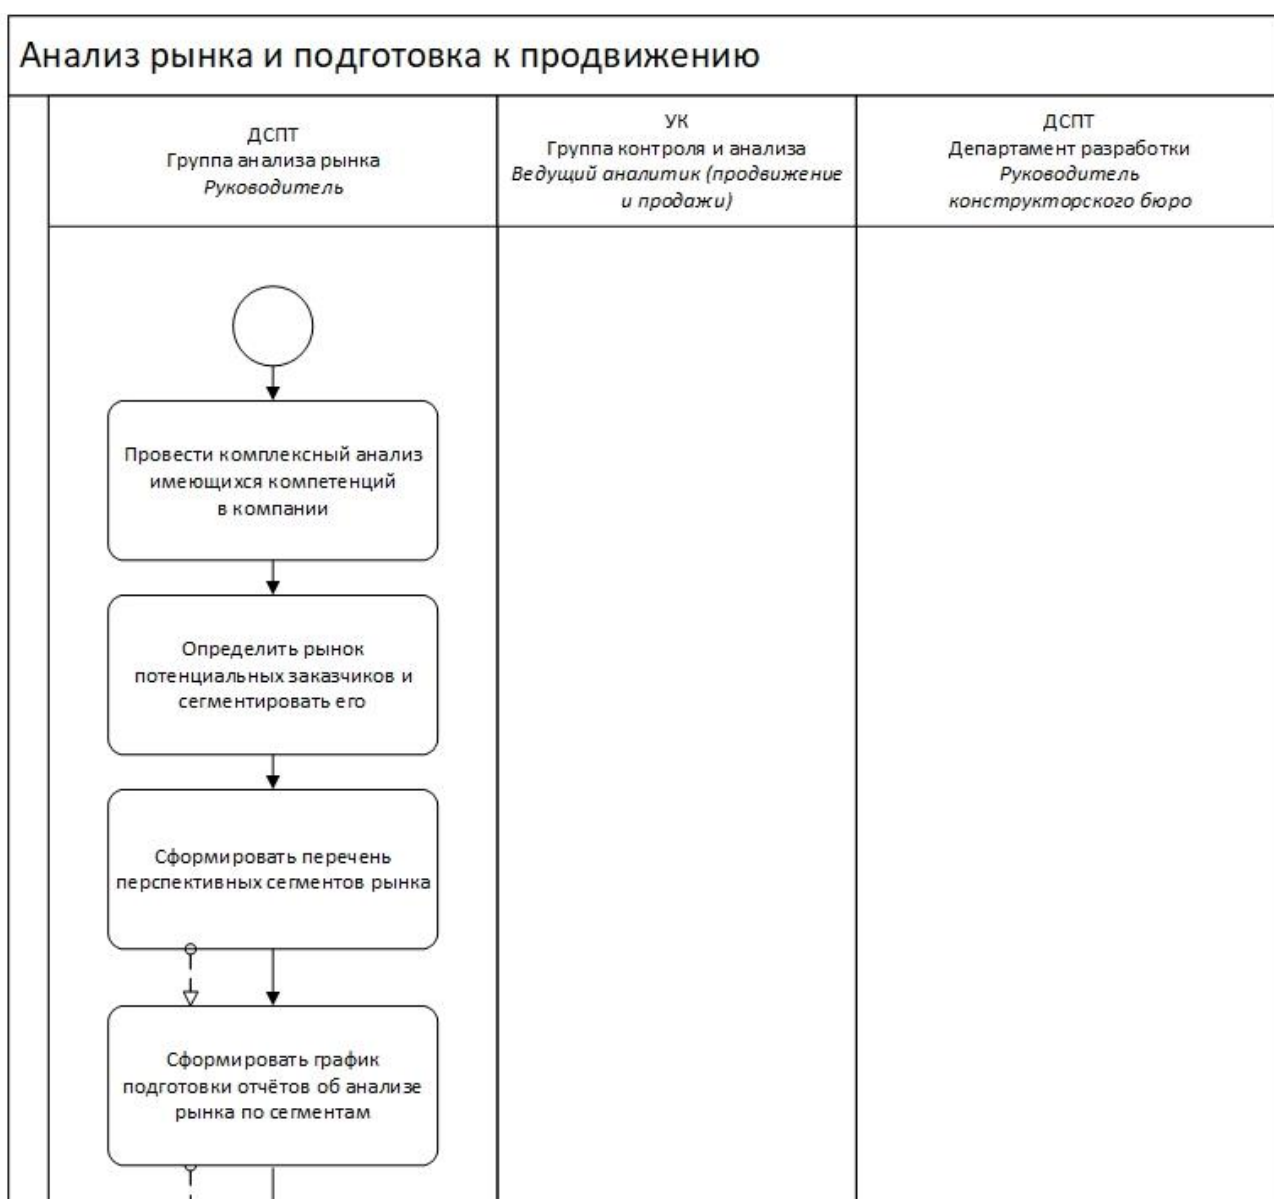 Анализ рынка и подготовка к продвижению
ДСПТ
Группа анализа рынка
Руководитель
УК
Группа контроля и анализа
Ведущий аналитик (продвижение
и продажи)
ДСПТ
Департамент разработки
Руководитель
конструкторского бюро
Провести комплексный анализ
имеющихся компетенций
в компании
Определить рынок
потенциальных заказчиков и
сегментировать его
Сформировать перечень
перспективных сегментов рынка
Сформировать график
подготовки отчётов об анализе
рынка по сегментам